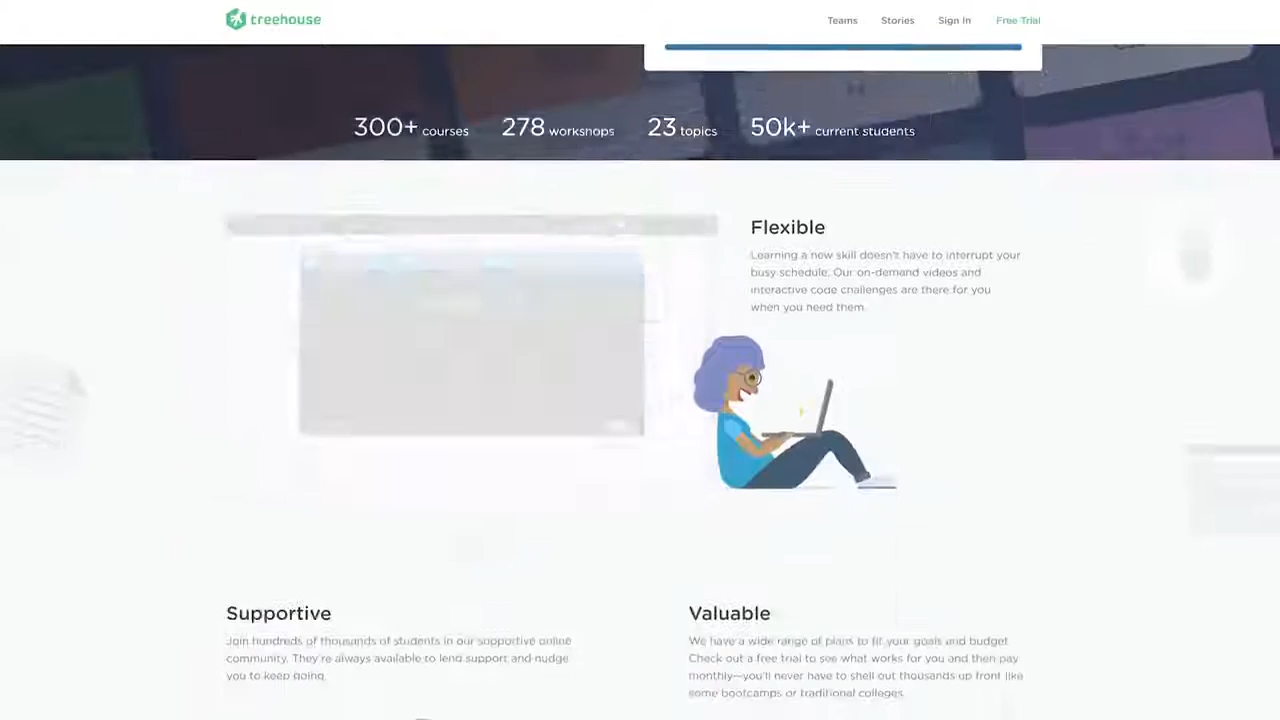 treehouse
Teams
Stories
Sign In
Free Trial
300+ courses
278 workshops
23 topics
50k+ current students
Flexible
Learning a new skill doesn't have to interrupt your
busy schedule. Our on-demand videos and
interactive code challenges are there for you
when you need them.
Supportive
Join hundreds of thousands of students in our supportive online
community. They're always available to lend support and nudge
you to keep going.
Valuable
We have a wide range of plans to fit your goals and budget.
Check out a free trial to see what works for you and then pay
monthly—you'll never have to shell out thousands up front like
some bootcamps or traditional colleges.